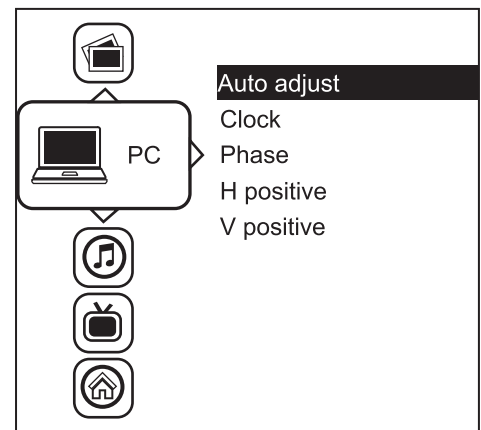 Auto adjust
PC
Clock
Phase
H positive
V positive